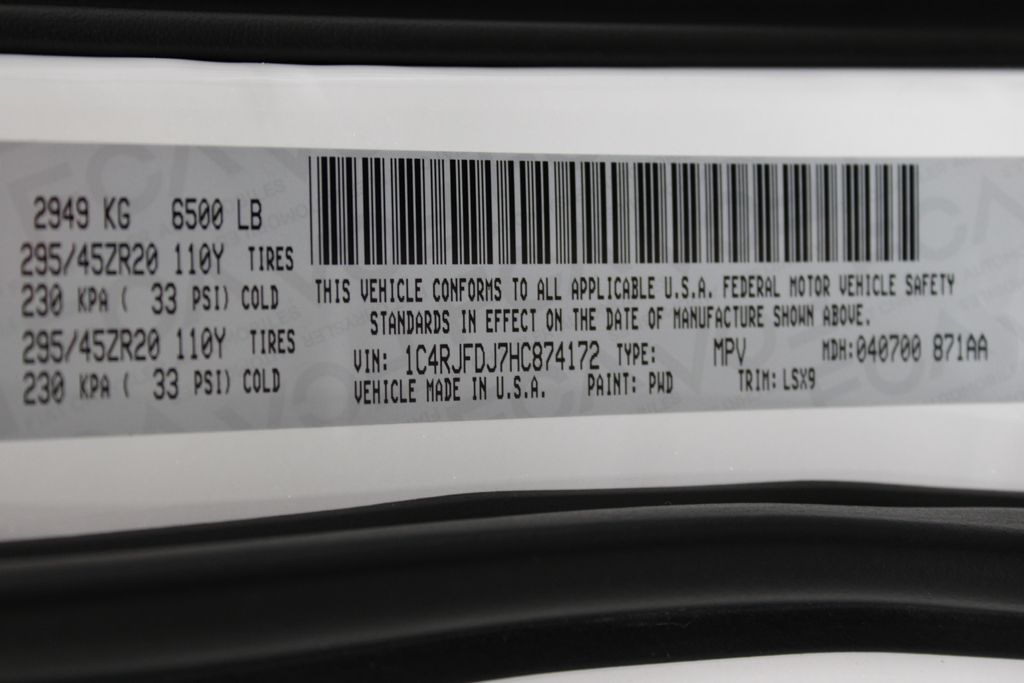 2949 KG 6500 LB
295/45ZR20 110Y TIRES
230 KPA ( 33 PSI) COLD
295/45ZR20 110Y TIRES
230 KPA ( 33 PSI) COLD
THIS VEHICLE CONFORMS TO ALL APPLICABLE U.S.A. FEDERAL MOTOR VEHICLE SAFETY
STANDARDS IN EFFECT ON THE DATE OF MANUFACTURE SHOWN ABOVE.
VIN: 1C4RJFDJ7HC874172 TYPE: MPV MDH:040700 871AA
VEHICLE MADE IN U.S.A. PAINT: PWD TRIM: LSX9